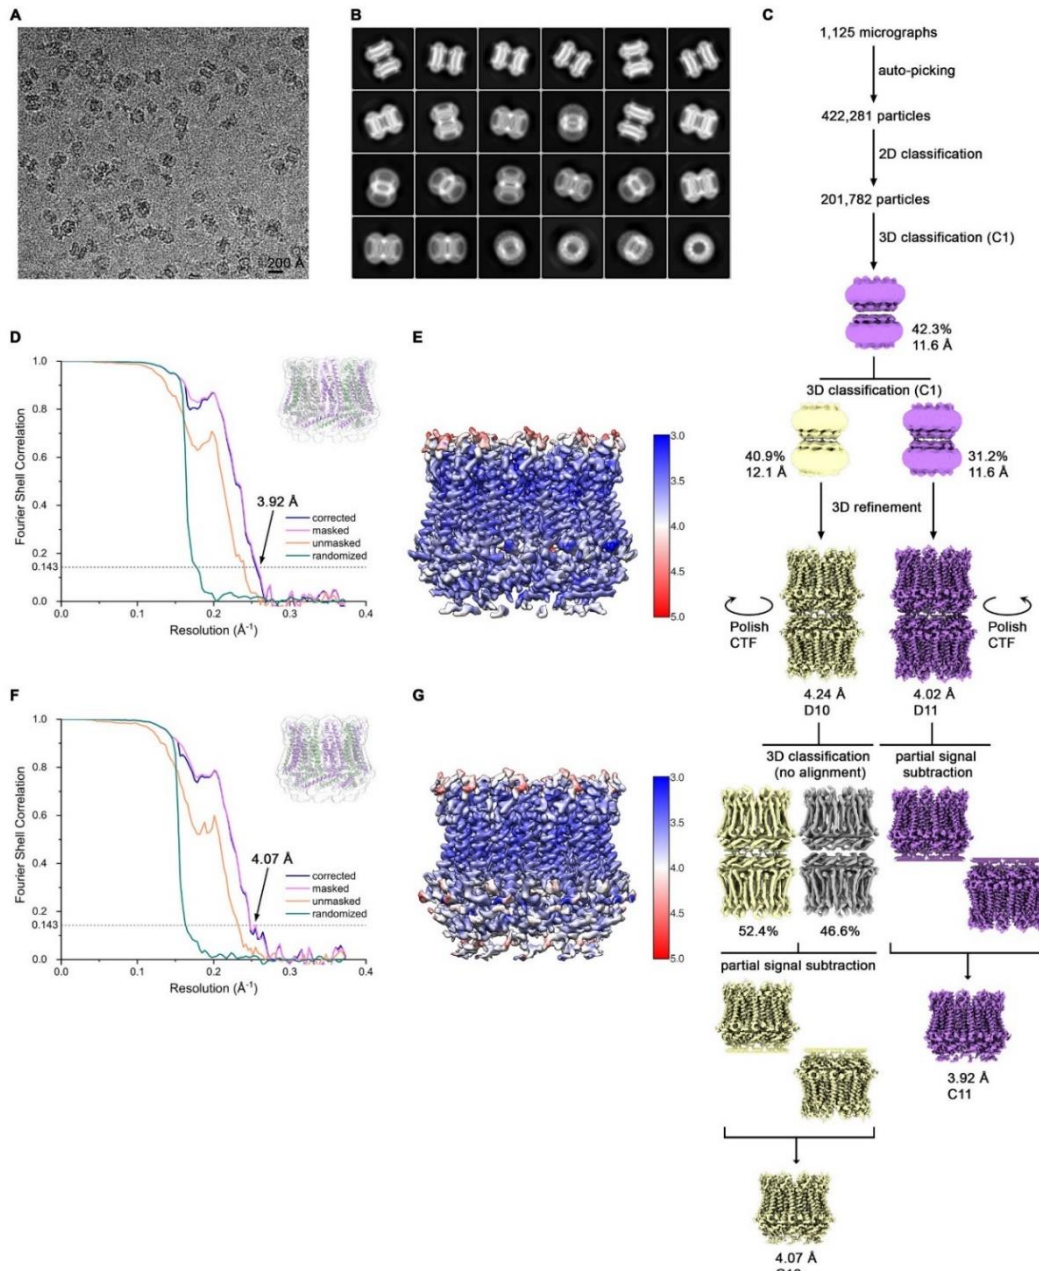 A
200 Å
B
C
1,125 micrographs
auto-picking
422,281 particles
2D classification
201,782 particles
3D classification (C1)
42.3%
11.6 Å
3D classification (C1)
40.9%
12.1 Å
31.2%
11.6 Å
3D refinement
Polish
CTF
Polish
CTF
4.24 Å
D10
4.02 Å
D11
3D classification
(no alignment)
partial signal
subtraction
52.4%
46.6%
partial signal subtraction
3.92 Å
C11
4.07 Å
D
1.0
0.8
0.6
0.4
0.2
0.143
0.0
0.0
0.1
0.2
0.3
0.4
Fourier Shell Correlation
Resolution (Å⁻¹)
3.92 Å
corrected
masked
unmasked
randomized
E
3.0
3.5
4.0
4.5
5.0
F
1.0
0.8
0.6
0.4
0.2
0.143
0.0
0.0
0.1
0.2
0.3
0.4
Fourier Shell Correlation
Resolution (Å⁻¹)
4.07 Å
corrected
masked
unmasked
randomized
G
3.0
3.5
4.0
4.5
5.0